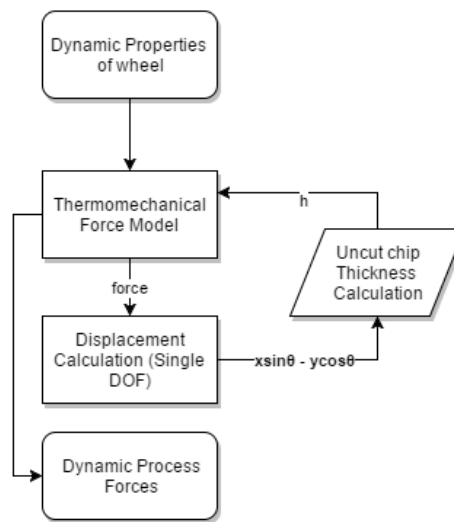 Dynamic Properties
of wheel
Thermomechanical
Force Model
h
Uncut chip
Thickness
Calculation
force
Displacement
Calculation (Single
DOF)
xsinθ - ycosθ
Dynamic Process
Forces